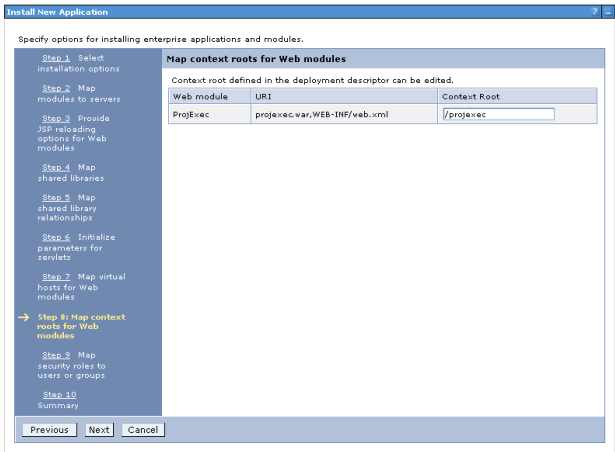 Install New Application ? –
Specify options for installing enterprise applications and modules.
Step 1 Select
installation options
Step 2 Map
modules to servers
Step 3 Provide
JSP reloading
options for Web
modules
Step 4 Map
shared libraries
Step 5 Map
shared library
relationships
Step 6 Initialize
parameters for
servlets
Step 7 Map virtual
hosts for Web
modules
Step 8: Map context
roots for Web
modules
Step 9 Map
security roles to
users or groups
Step 10
Summary
Map context roots for Web modules
Context root defined in the deployment descriptor can be edited.
Web module URI Context Root
ProjExec projexec.war,WEB-INF/web.xml /projexec
Previous Next Cancel